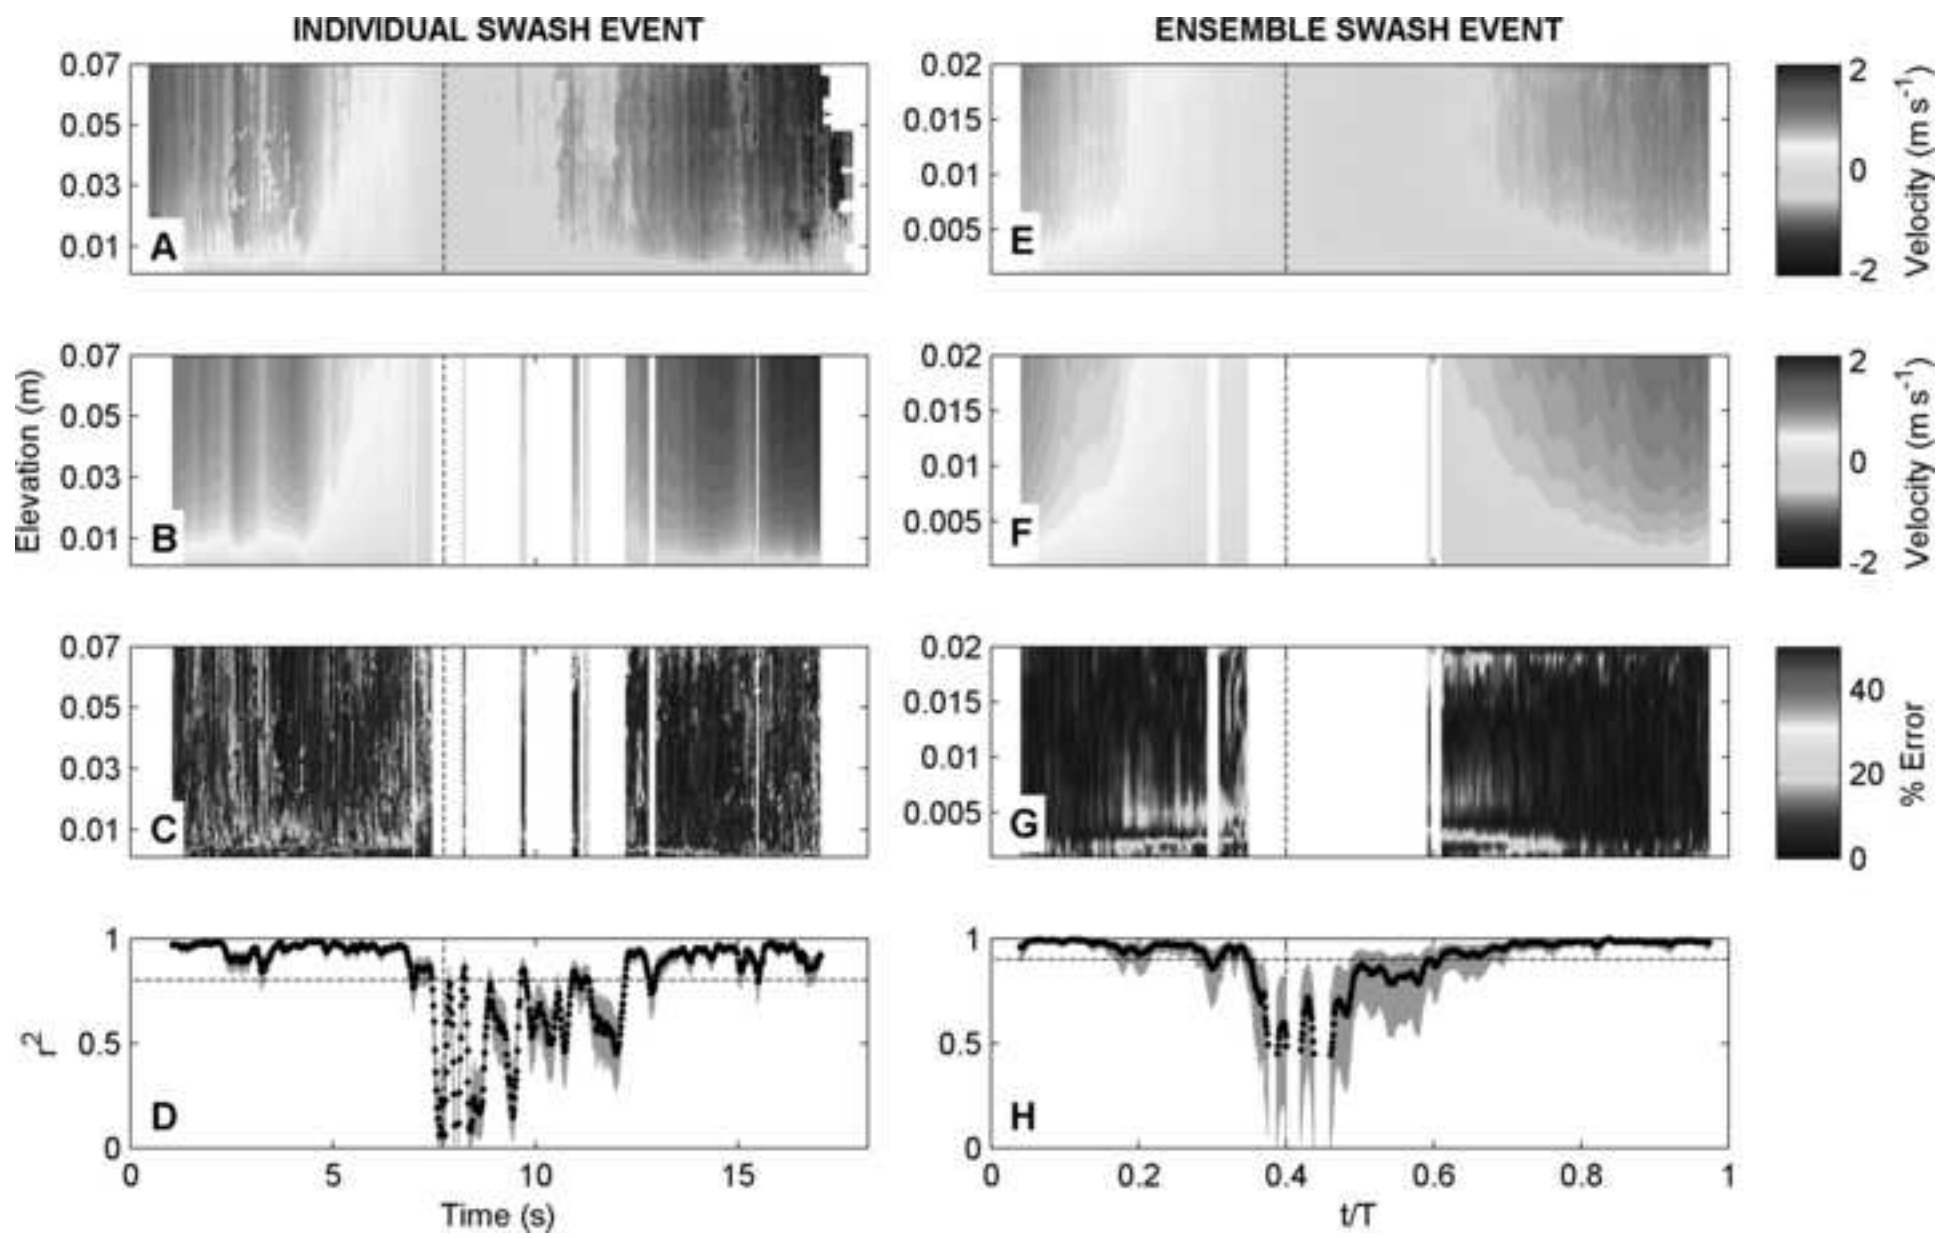 INDIVIDUAL SWASH EVENT
ENSEMBLE SWASH EVENT
0.07
0.05
0.03
0.01
A
0.02
0.015
0.01
0.005
E
2
0
-2
Velocity (m s-1)
0.07
0.05
0.03
0.01
B
Elevation (m)
0.02
0.015
0.01
0.005
F
2
0
-2
Velocity (m s-1)
0.07
0.05
0.03
0.01
C
0.02
0.015
0.01
0.005
G
40
20
0
% Error
1
0.5
0
r2
D
0 5 10 15
Time (s)
1
0.5
0
H
0 0.2 0.4 0.6 0.8 1
t/T